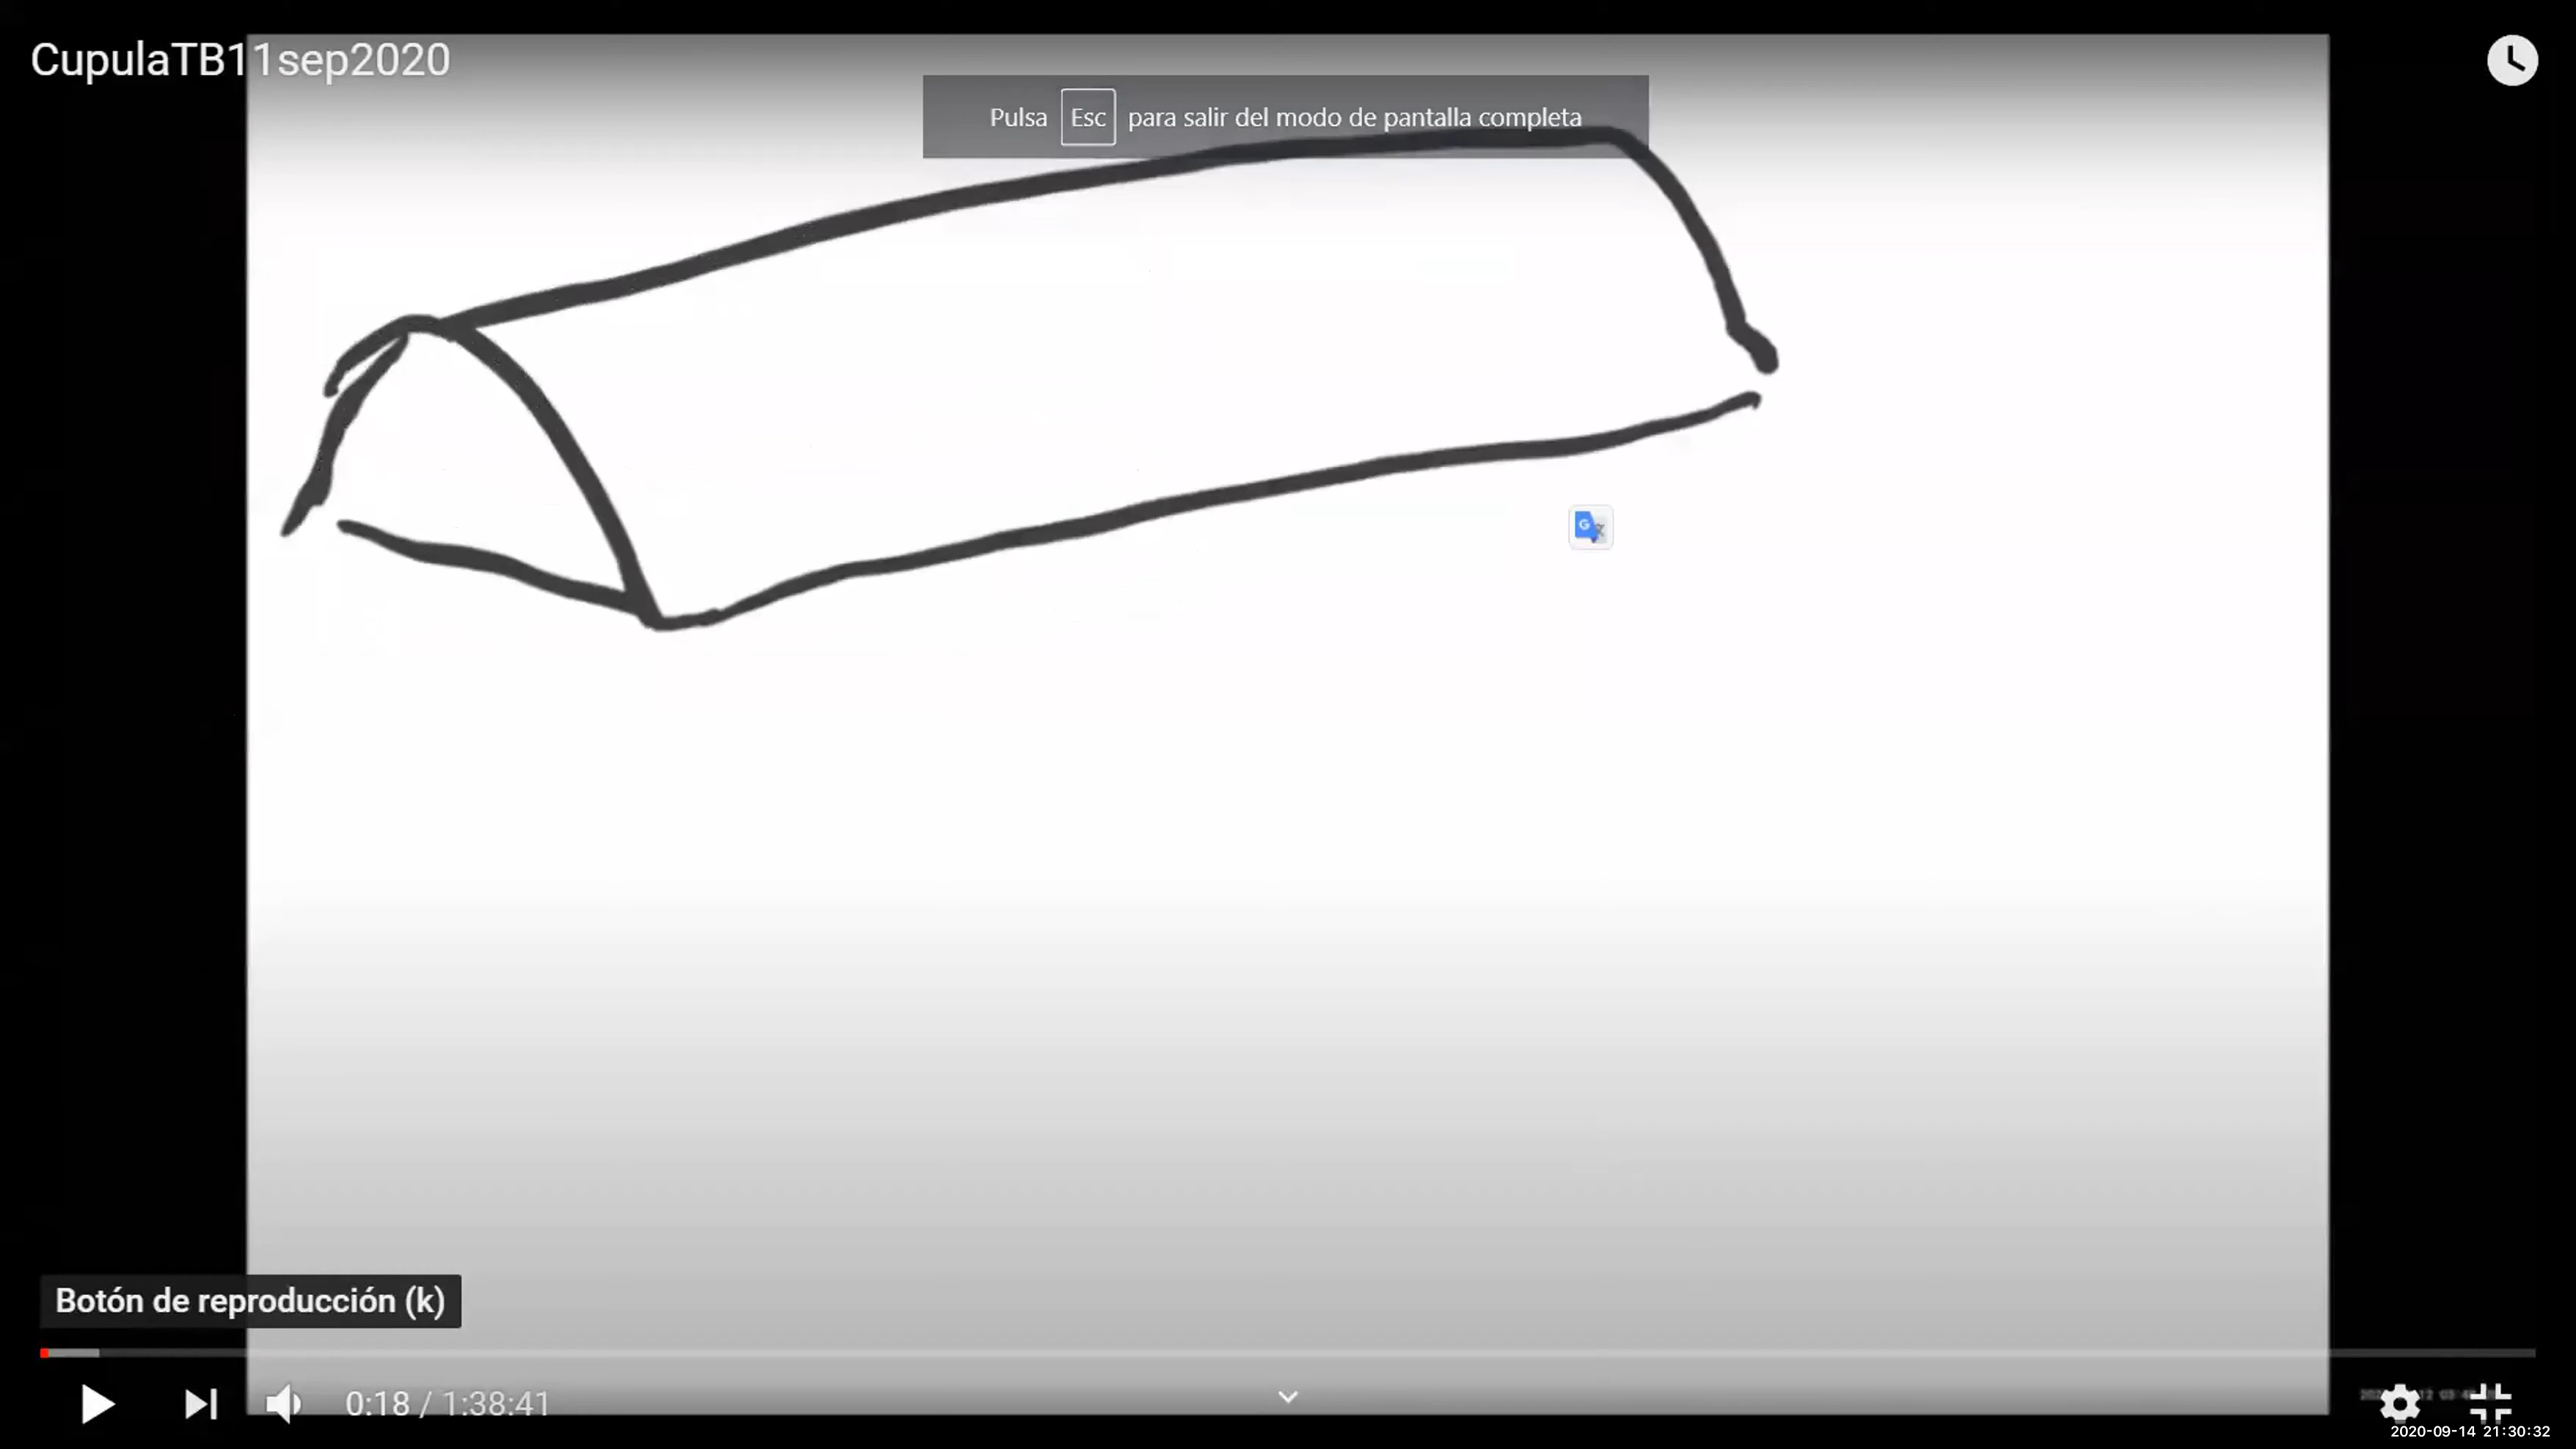 CupulaTB11sep2020
Pulsa Esc para salir del modo de pantalla completa
G
Botón de reproducción (k)
0:18 / 1:38:41
2020-09-14 21:30:32